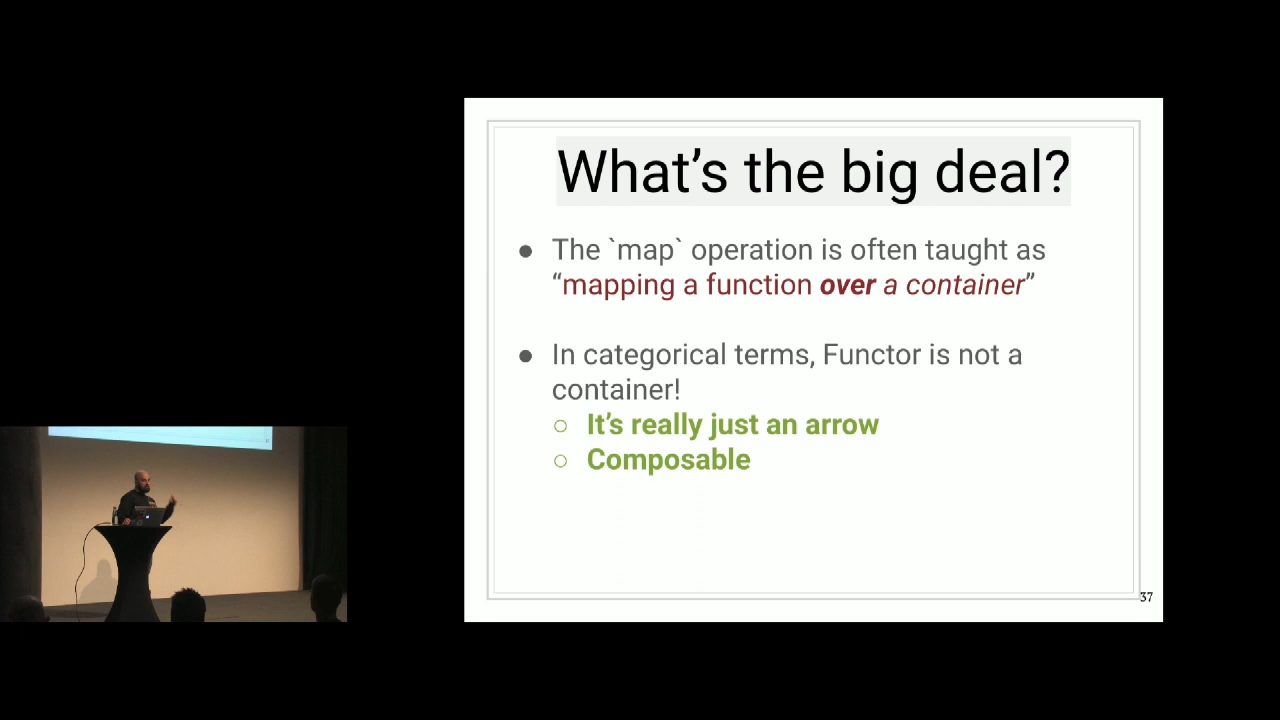 What’s the big deal?
● The `map` operation is often taught as
“mapping a function over a container”
● In categorical terms, Functor is not a
container!
○ It’s really just an arrow
○ Composable
37